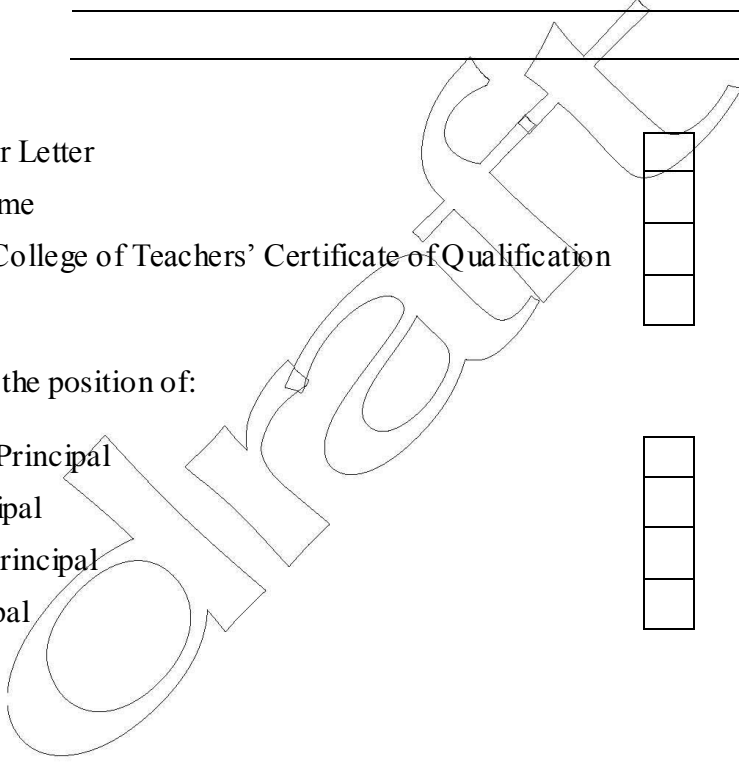 r Letter
me
College of Teachers’ Certificate of Qualification
the position of:
Principal
ipal
rincipal
pal
draft